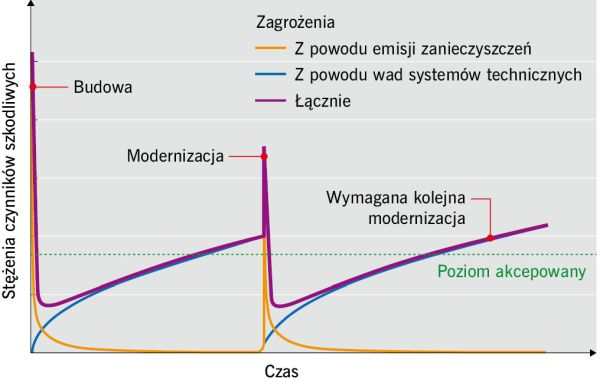 Zagrożenia
Z powodu emisji zanieczyszczeń
Z powodu wad systemów technicznych
Łącznie
Budowa
Modernizacja
Wymagana kolejna
modernizacja
Poziom akcepowany
Stężenia czynników szkodliwych
Czas